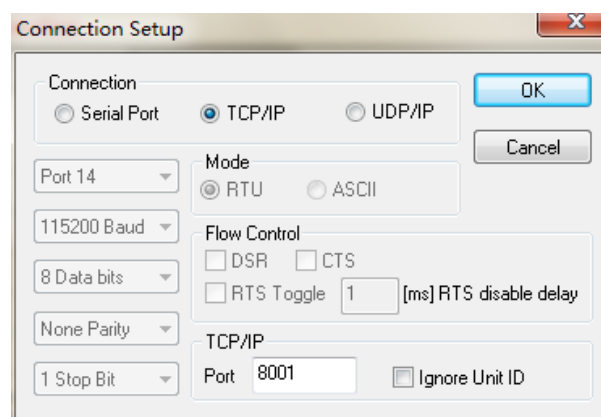 Connection Setup
Connection
Serial Port TCP/IP UDP/IP
OK
Cancel
Port 14
Mode
RTU ASCII
115200 Baud
Flow Control
DSR CTS
8 Data bits
RTS Toggle 1 [ms] RTS disable delay
None Parity
TCP/IP
1 Stop Bit
Port 8001 Ignore Unit ID